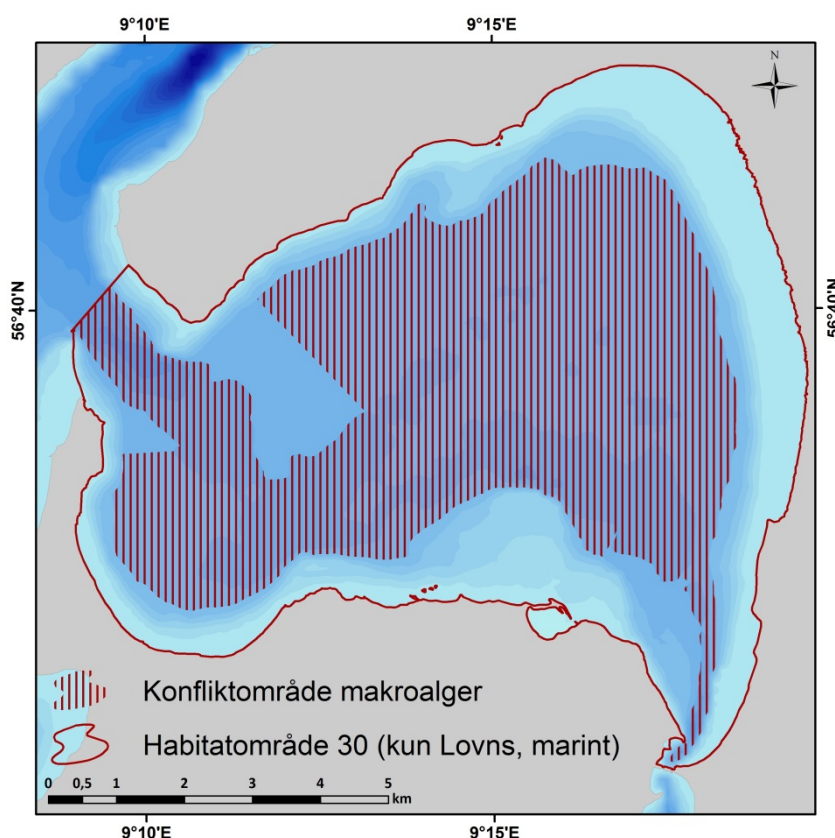 9°10'E 9°15'E
N
56°40'N 56°40'N
Konfliktområde makroalger
Habitatområde 30 (kun Lovns, marint)
0 0,5 1 2 3 4 5
km
9°10'E 9°15'E